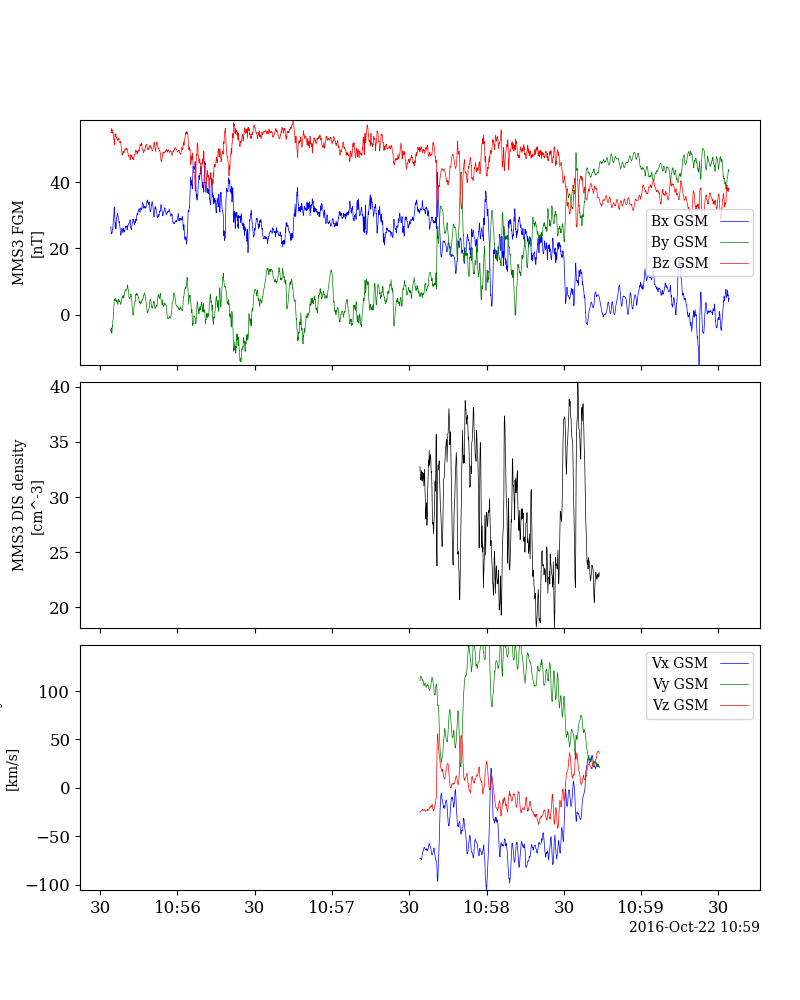 MMS3 FGM
[nT]
40
20
0
Bx GSM
By GSM
Bz GSM
MMS3 DIS density
[cm^-3]
40
35
30
25
20
[km/s]
100
50
0
−50
−100
Vx GSM
Vy GSM
Vz GSM
30 10:56 30 10:57 30 10:58 30 10:59 30
2016-Oct-22 10:59